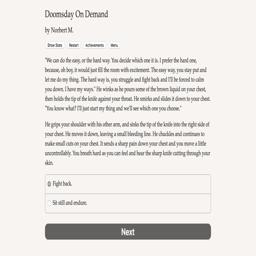 Doomsday On Demand
by Norbert M.
Show Stats Restart Achievements Menu
"We can do the easy, or the hard way. You decide which one it is. I prefer the hard one,
because, oh boy, it would just fill the room with excitement. The easy way, you stay put and
let me do my thing. The hard way is, you struggle and fight back and I'll be forced to calm
you down. I have my ways." He winks as he pours some of the brown liquid on your chest,
then holds the tip of the knife against your throat. He smirks and slides it down to your chest.
"You know what? I'll just start my thing and we'll see which one you choose."
He grips your shoulder with his other arm, and sinks the tip of the knife into the right side of
your chest. He moves it down, leaving a small bleeding line. He chuckles and continues to
make small cuts on your chest. It sends a sharp pain down your chest and you move a little
uncontrollably. You breath hard as you can feel and hear the sharp knife cutting through your
skin.
Fight back.
Sit still and endure.
Next